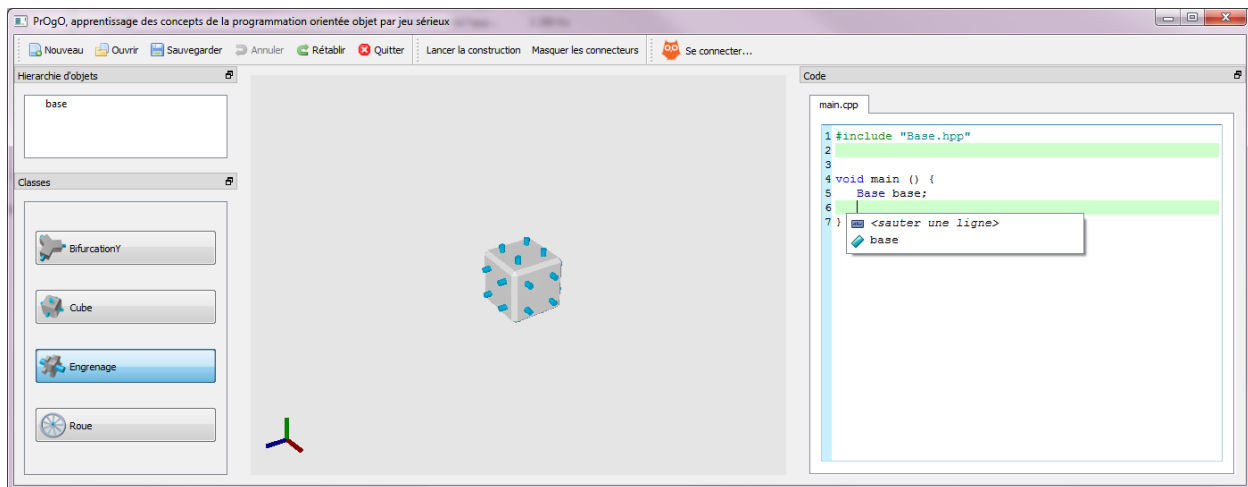 PrOgO, apprentissage des concepts de la programmation orientée objet par jeu sérieux
Nouveau Ouvrir Sauvegarder Annuler Rétablir Quitter Lancer la construction Masquer les connecteurs Se connecter...
Hierarchie d'objets
base
Classes
BifurcationY
Cube
Engrenage
Roue
Code
main.cpp
1 #include "Base.hpp"
2
3
4 void main () {
5 Base base;
6
7 }
<sauter une ligne>
base